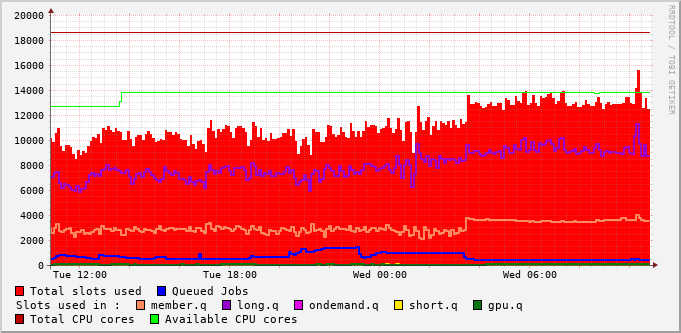 RRDTOOL / TOBI OETIKER
20000
18000
16000
14000
12000
10000
8000
6000
4000
2000
0
Tue 12:00 Tue 18:00 Wed 00:00 Wed 06:00
Total slots used Queued Jobs
Slots used in : member.q long.q ondemand.q short.q gpu.q
Total CPU cores Available CPU cores